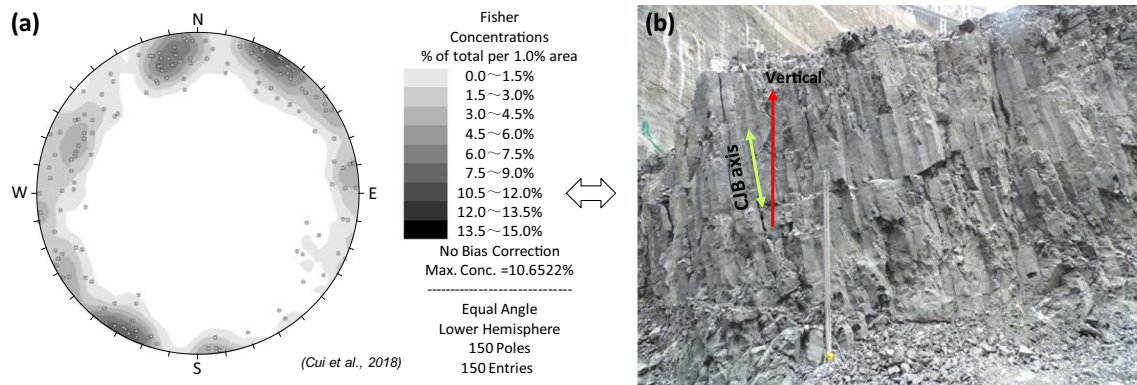 (a)
N
W
E
S
(Cui et al., 2018)
Fisher
Concentrations
% of total per 1.0% area
0.0～1.5%
1.5～3.0%
3.0～4.5%
4.5～6.0%
6.0～7.5%
7.5～9.0%
10.5～12.0%
12.0～13.5%
13.5～15.0%
No Bias Correction
Max. Conc. =10.6522%
Equal Angle
Lower Hemisphere
150 Poles
150 Entries
(b)
Vertical
CJB axis